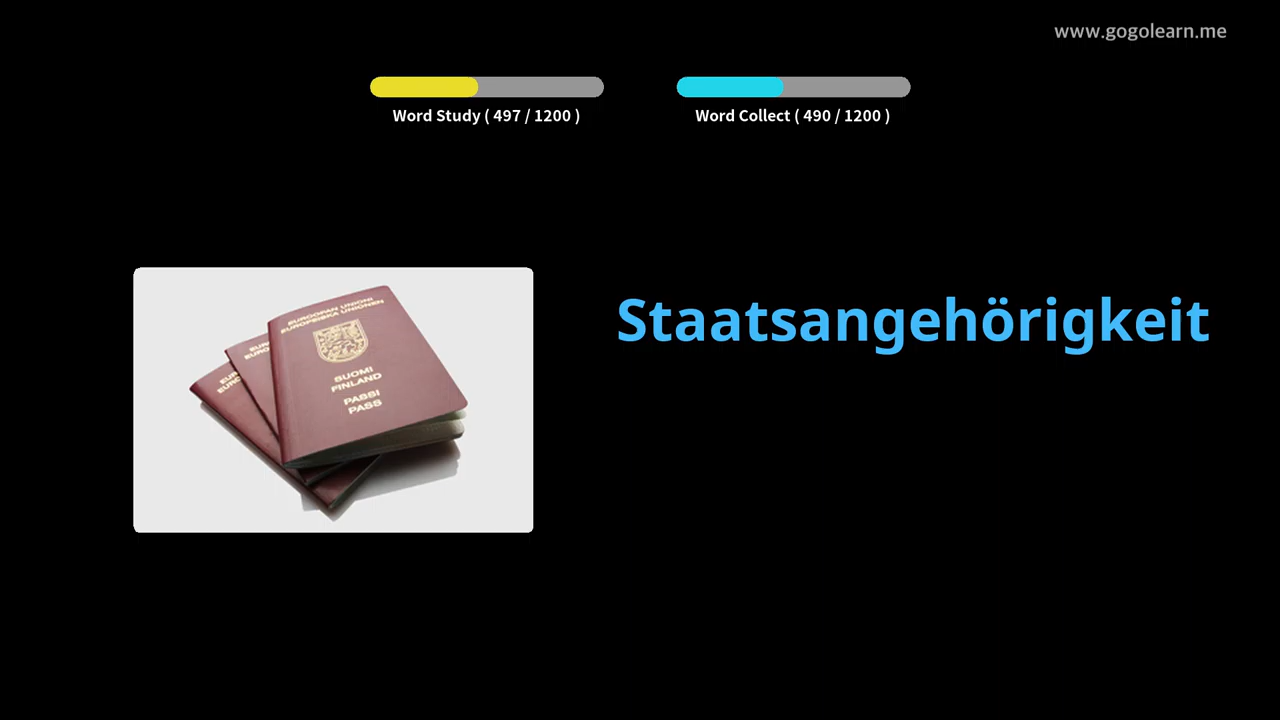 www.gogolearn.me
Word Study ( 497 / 1200 )
Word Collect ( 490 / 1200 )
Staatsangehörigkeit
EUROOPAN UNIONI
EUROPEISKA UNIONEN
SUOMI
FINLAND
PASSI
PASS